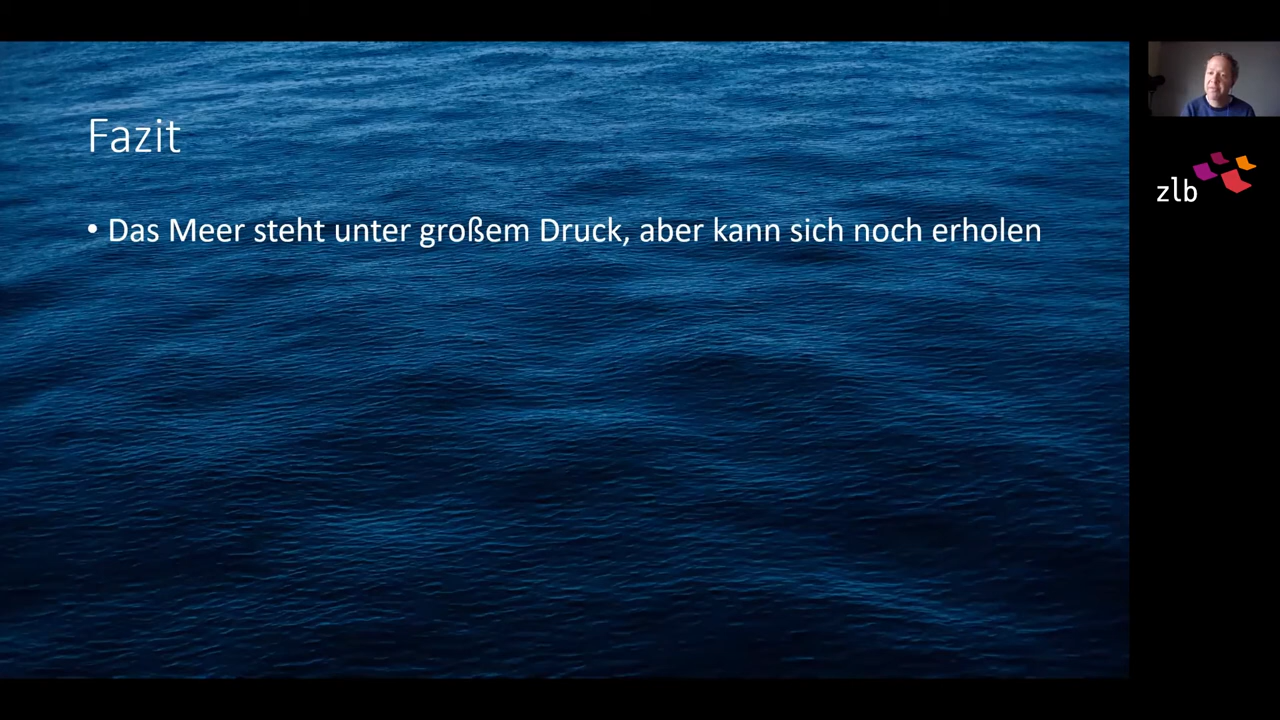 Fazit
• Das Meer steht unter großem Druck, aber kann sich noch erholen
zlb